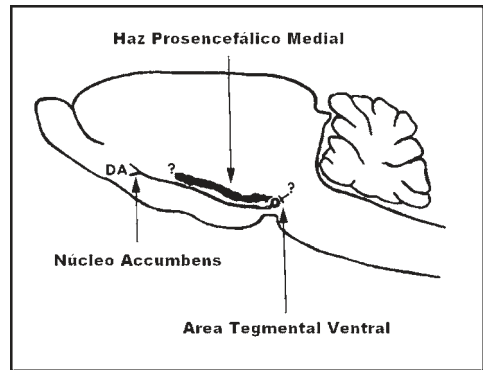 Haz Prosencefálico Medial
?
?
DA
Núcleo Accumbens
Area Tegmental Ventral